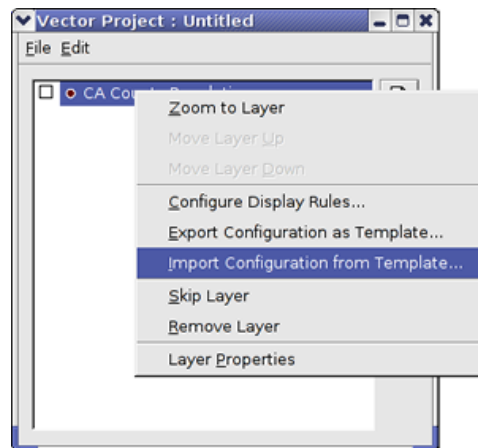 Vector Project : Untitled
File Edit
CA
Zoom to Layer
Move Layer Up
Move Layer Down
Configure Display Rules...
Export Configuration as Template...
Import Configuration from Template...
Skip Layer
Remove Layer
Layer Properties